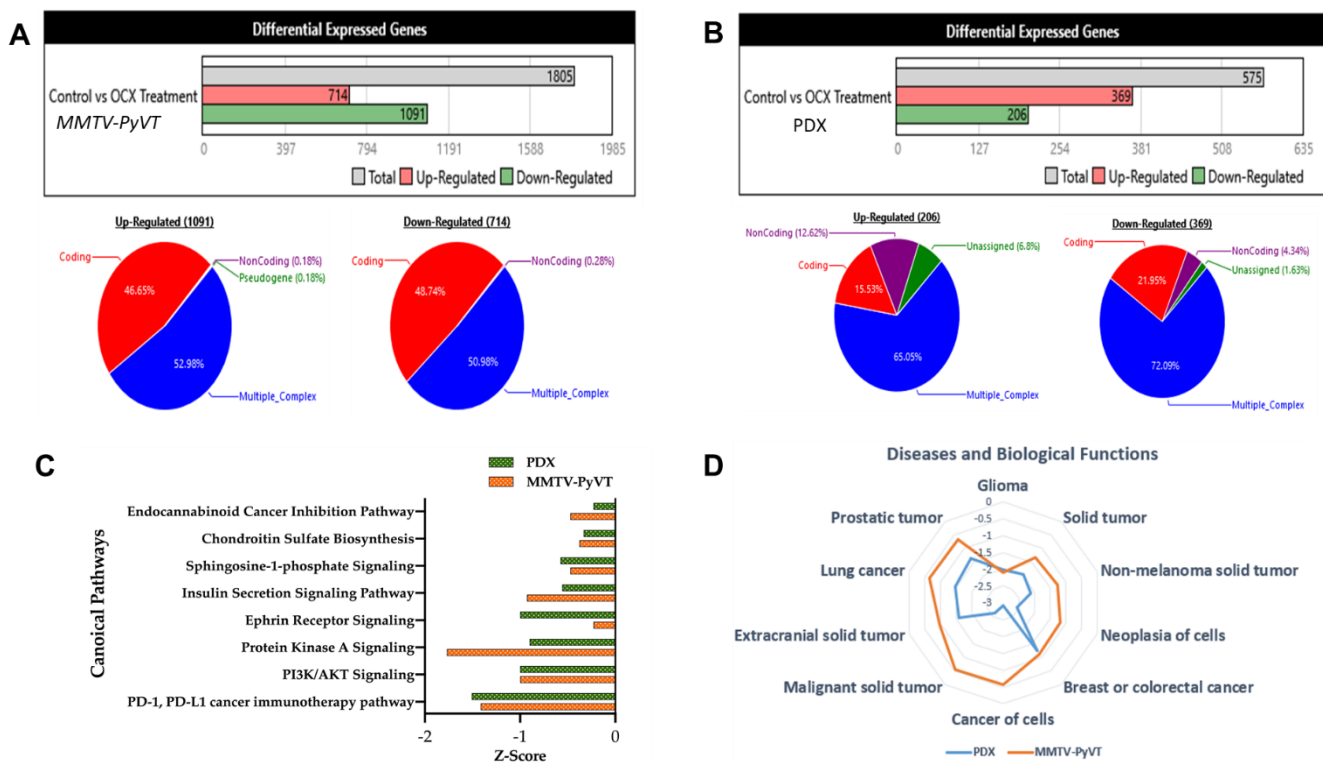 A
Differential Expressed Genes
Control vs OCX Treatment
MMTV-PyVT
1805
714
1091
0 397 794 1191 1588 1985
Total Up-Regulated Down-Regulated
Up-Regulated (1091)
Coding
NonCoding (0.18%)
Pseudogene (0.18%)
46.65%
52.98%
Multiple_Complex
Down-Regulated (714)
Coding
NonCoding (0.28%)
48.74%
50.98%
Multiple_Complex
B
Differential Expressed Genes
Control vs OCX Treatment
PDX
575
369
206
0 127 254 381 508 635
Total Up-Regulated Down-Regulated
Up-Regulated (206)
NonCoding (12.62%)
Unassigned (6.8%)
Coding
15.53%
65.05%
Multiple_Complex
Down-Regulated (369)
Coding
NonCoding (4.34%)
Unassigned (1.63%)
21.95%
72.09%
Multiple_Complex
C
PDX
MMTV-PyVT
Canoical Pathways
Endocannabinoid Cancer Inhibition Pathway
Chondroitin Sulfate Biosynthesis
Sphingosine-1-phosphate Signaling
Insulin Secretion Signaling Pathway
Ephrin Receptor Signaling
Protein Kinase A Signaling
PI3K/AKT Signaling
PD-1, PD-L1 cancer immunotherapy pathway
-2 -1 0
Z-Score
D
Diseases and Biological Functions
Glioma
Solid tumor
Non-melanoma solid tumor
Neoplasia of cells
Breast or colorectal cancer
Cancer of cells
Malignant solid tumor
Extracranial solid tumor
Lung cancer
Prostatic tumor
0
-0.5
-1
-1.5
-2
-2.5
-3
PDX MMTV-PyVT